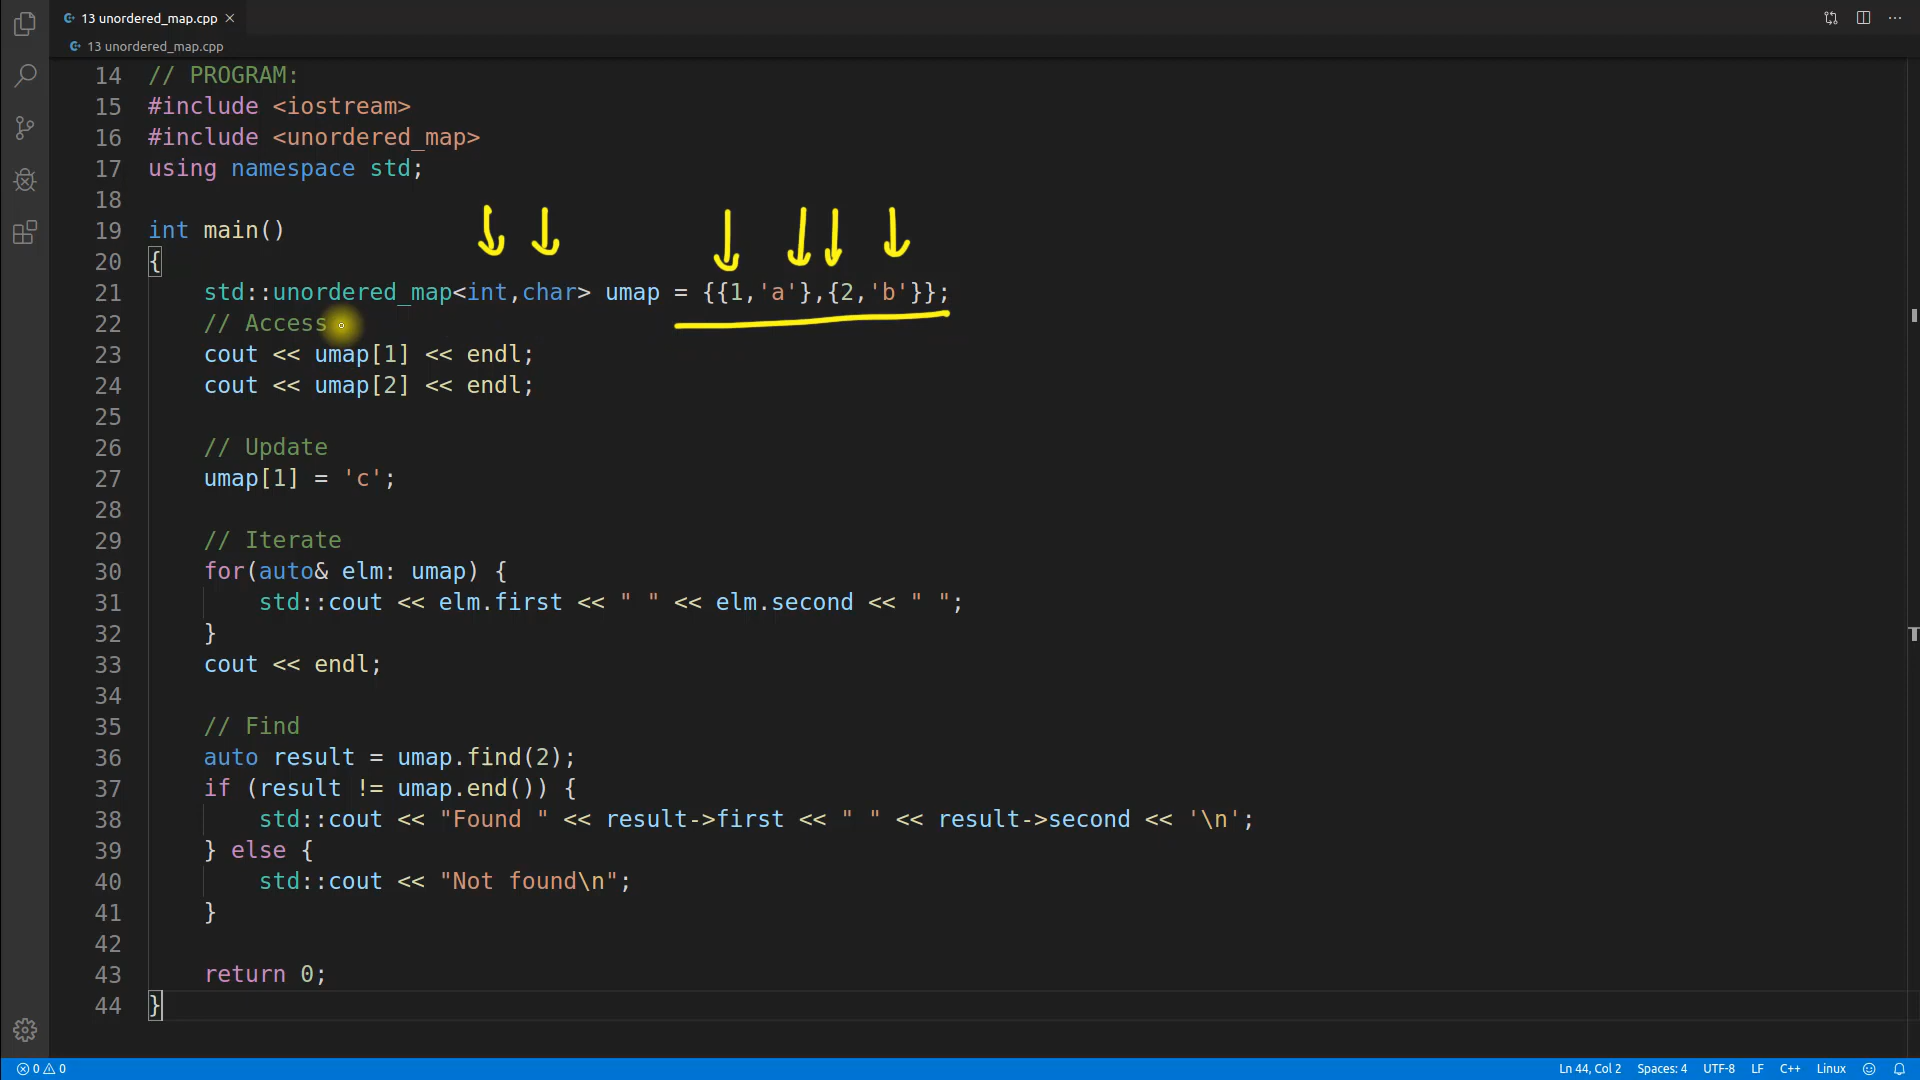 13 unordered_map.cpp
13 unordered_map.cpp
14 // PROGRAM:
15 #include <iostream>
16 #include <unordered_map>
17 using namespace std;
18
19 int main()
20 {
21     std::unordered_map<int,char> umap = {{1,'a'},{2,'b'}};
22     // Access
23     cout << umap[1] << endl;
24     cout << umap[2] << endl;
25
26     // Update
27     umap[1] = 'c';
28
29     // Iterate
30     for(auto& elm: umap) {
31         std::cout << elm.first << " " << elm.second << " ";
32     }
33     cout << endl;
34
35     // Find
36     auto result = umap.find(2);
37     if (result != umap.end()) {
38         std::cout << "Found " << result->first << " " << result->second << '\n';
39     } else {
40         std::cout << "Not found\n";
41     }
42
43     return 0;
44 }
0 0 Ln 44, Col 2 Spaces: 4 UTF-8 LF C++ Linux